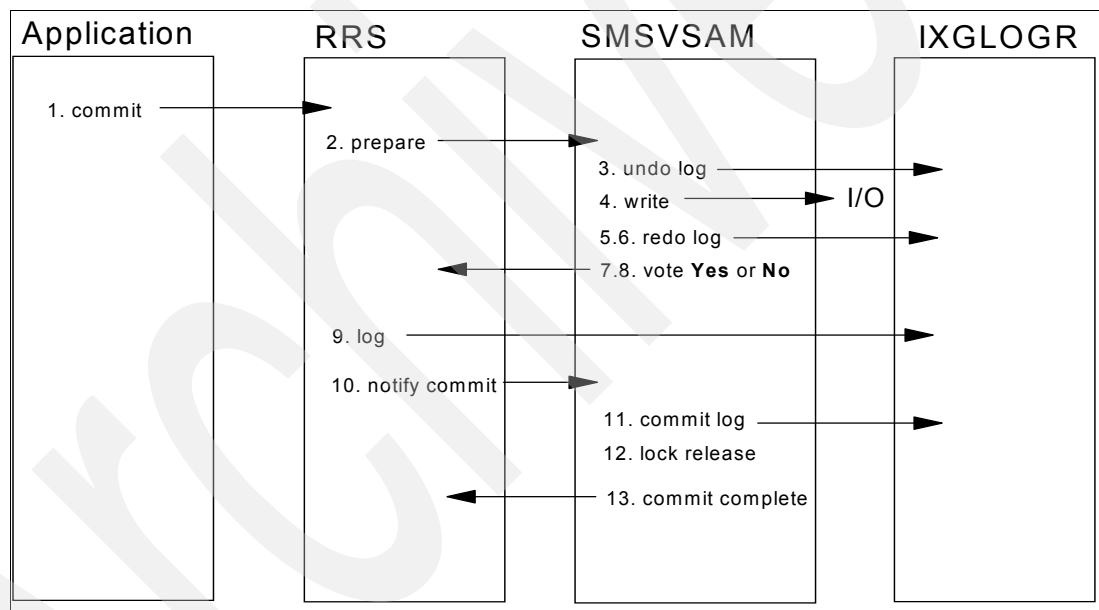 Application RRS SMSVSAM IXGLOGR
1. commit
2. prepare
3. undo log
4. write I/O
5.6. redo log
7.8. vote Yes or No
9. log
10. notify commit
11. commit log
12. lock release
13. commit complete